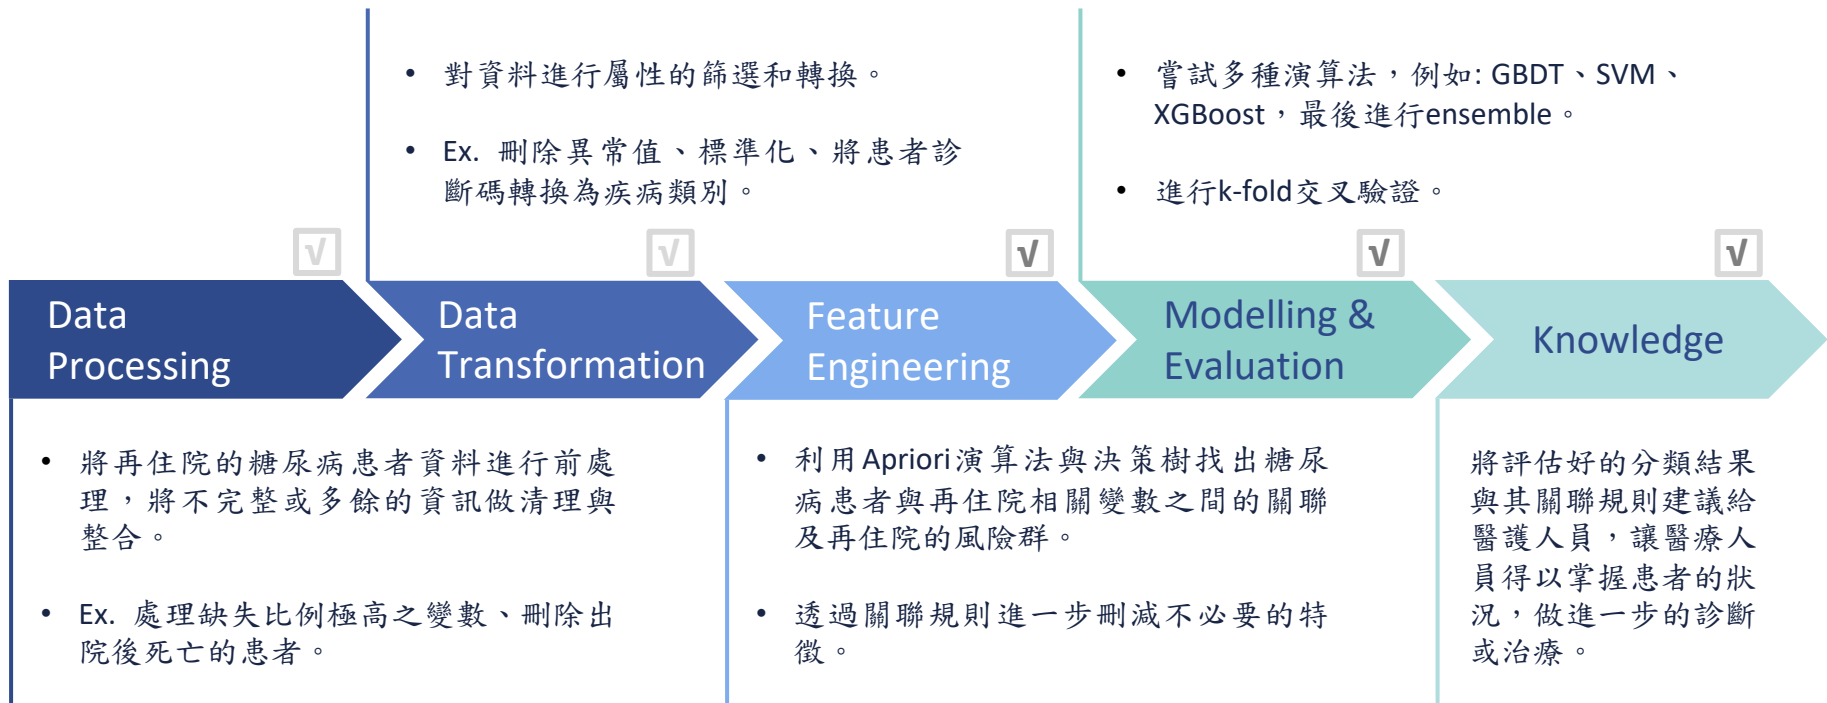 • 對資料進行屬性的篩選和轉換。
• Ex. 刪除異常值、標準化、將患者診
斷碼轉換為疾病類別。
• 嘗試多種演算法，例如: GBDT、SVM、
XGBoost，最後進行ensemble。
• 進行k-fold交叉驗證。
√
√
√
√
√
Data
Processing
Data
Transformation
Feature
Engineering
Modelling &
Evaluation
Knowledge
• 將再住院的糖尿病患者資料進行前處
理，將不完整或多餘的資訊做清理與
整合。
• Ex. 處理缺失比例極高之變數、刪除出
院後死亡的患者。
• 利用Apriori演算法與決策樹找出糖尿
病患者與再住院相關變數之間的關聯
及再住院的風險群。
• 透過關聯規則進一步刪減不必要的特
徵。
將評估好的分類結果
與其關聯規則建議給
醫護人員，讓醫療人
員得以掌握患者的狀
況，做進一步的診斷
或治療。